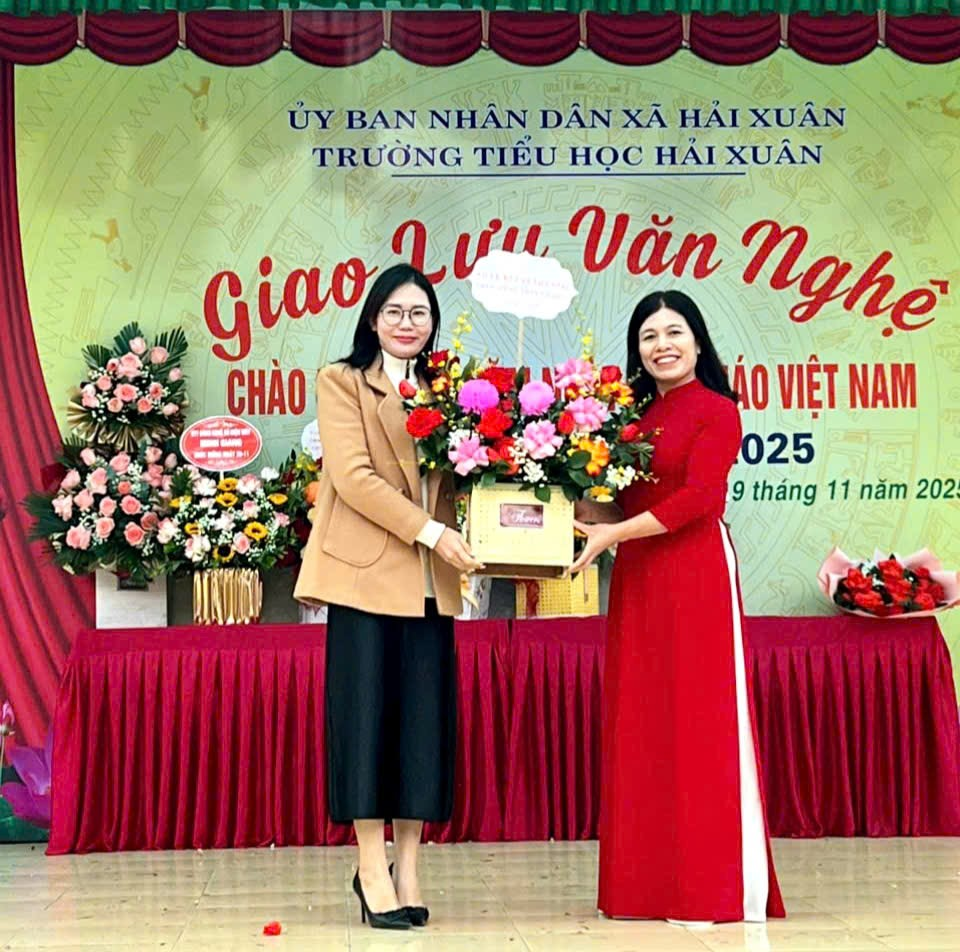 ỦY BAN NHÂN DÂN XÃ HẢI XUÂN
TRƯỜNG TIỂU HỌC HẢI XUÂN
Giao Lưu Văn Nghệ
CHÀO
ÁO VIỆT NAM
2025
9 tháng 11 năm 2025